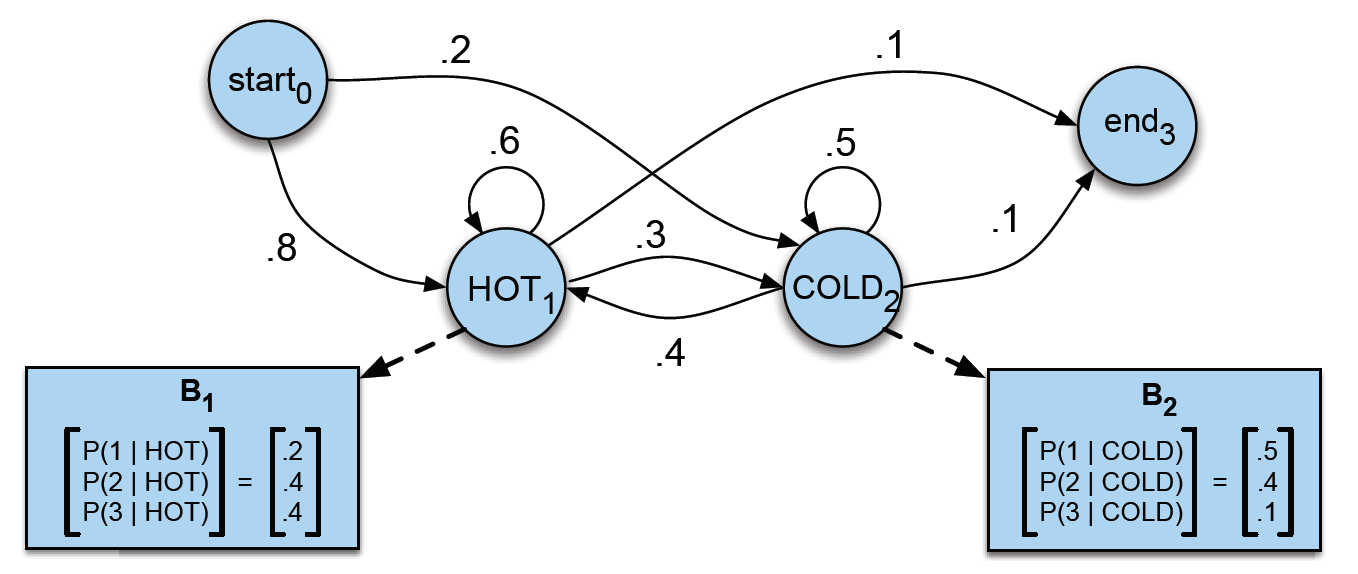 .2
.1
start0
end3
.6
.5
.8
.3
.1
HOT1
COLD2
.4
B1
P(1 | HOT)
P(2 | HOT)
P(3 | HOT)
=
.2
.4
.4
B2
P(1 | COLD)
P(2 | COLD)
P(3 | COLD)
=
.5
.4
.1